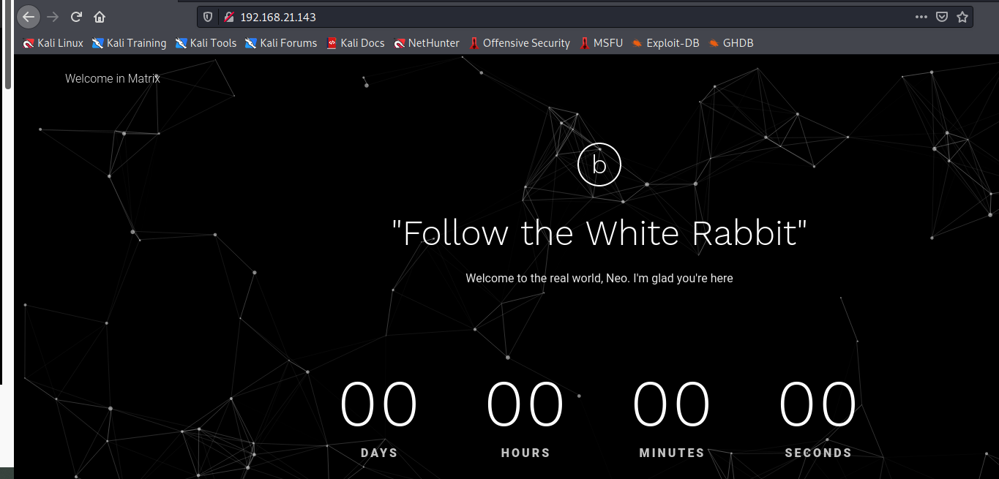 192.168.21.143
Kali Linux Kali Training Kali Tools Kali Forums Kali Docs NetHunter Offensive Security MSFU Exploit-DB GHDB
Welcome in Matrix
b
"Follow the White Rabbit"
Welcome to the real world, Neo. I'm glad you're here
00 00 00 00
DAYS HOURS MINUTES SECONDS